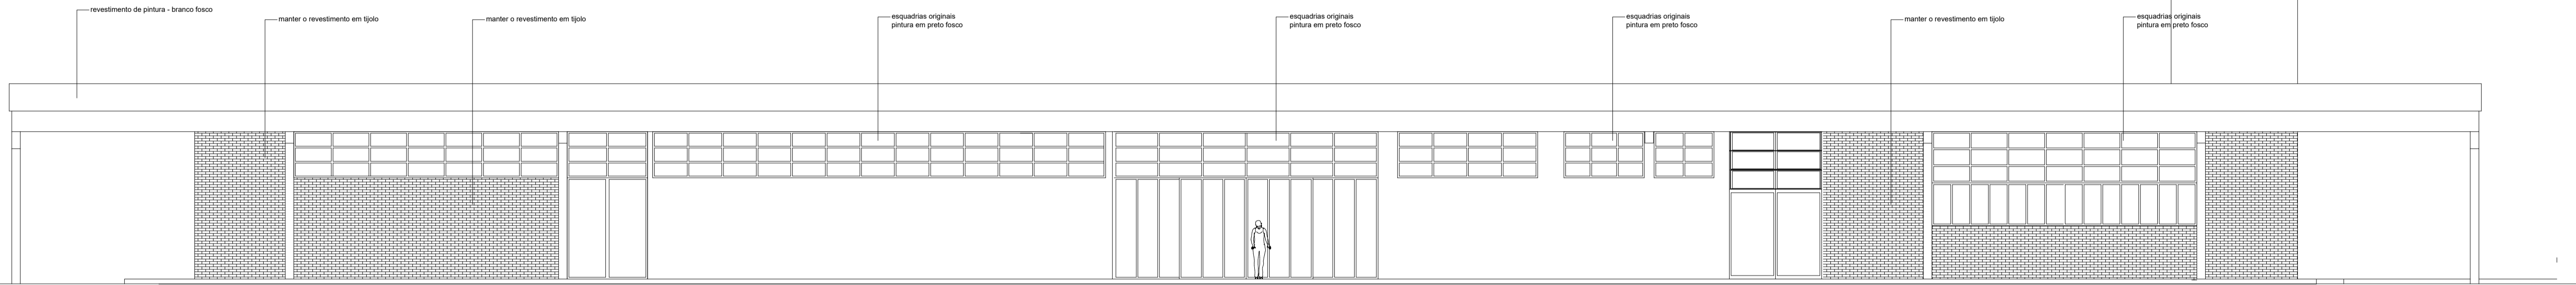 revestimento de pintura - branco fosco
manter o revestimento em tijolo
manter o revestimento em tijolo
esquadrias originais
pintura em preto fosco
esquadrias originais
pintura em preto fosco
esquadrias originais
pintura em preto fosco
manter o revestimento em tijolo
esquadrias originais
pintura em preto fosco